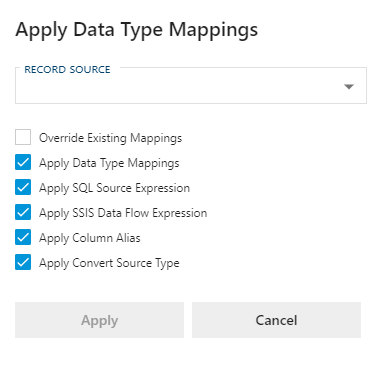 Apply Data Type Mappings
RECORD SOURCE
Override Existing Mappings
Apply Data Type Mappings
Apply SQL Source Expression
Apply SSIS Data Flow Expression
Apply Column Alias
Apply Convert Source Type
Apply
Cancel